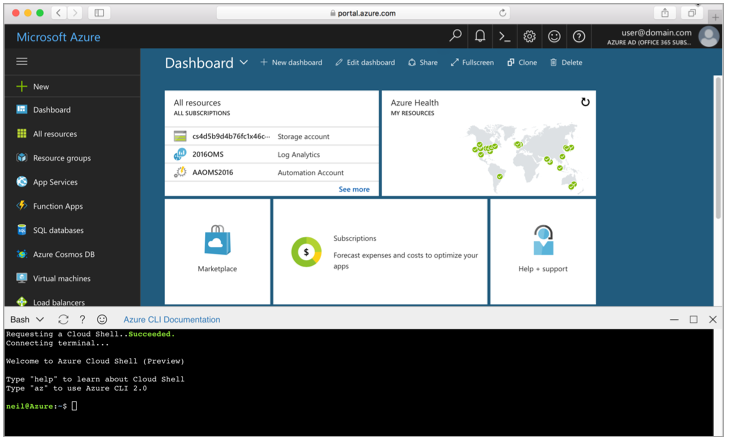 portal.azure.com
Microsoft Azure
user@domain.com
AZURE AD (OFFICE 365 SUBS...
Dashboard
New dashboard
Edit dashboard
Share
Fullscreen
Clone
Delete
New
Dashboard
All resources
Resource groups
App Services
Function Apps
SQL databases
Azure Cosmos DB
Virtual machines
Load balancers
All resources
ALL SUBSCRIPTIONS
cs4d5b9d4b76fc1x46c··· Storage account
2016OMS Log Analytics
AAOMS2016 Automation Account
See more
Azure Health
MY RESOURCES
Marketplace
Subscriptions
Forecast expenses and costs to optimize your
apps
Help + support
Bash
Azure CLI Documentation
Requesting a Cloud Shell..Succeeded.
Connecting terminal...
Welcome to Azure Cloud Shell (Preview)
Type "help" to learn about Cloud Shell
Type "az" to use Azure CLI 2.0
neil@Azure:~$